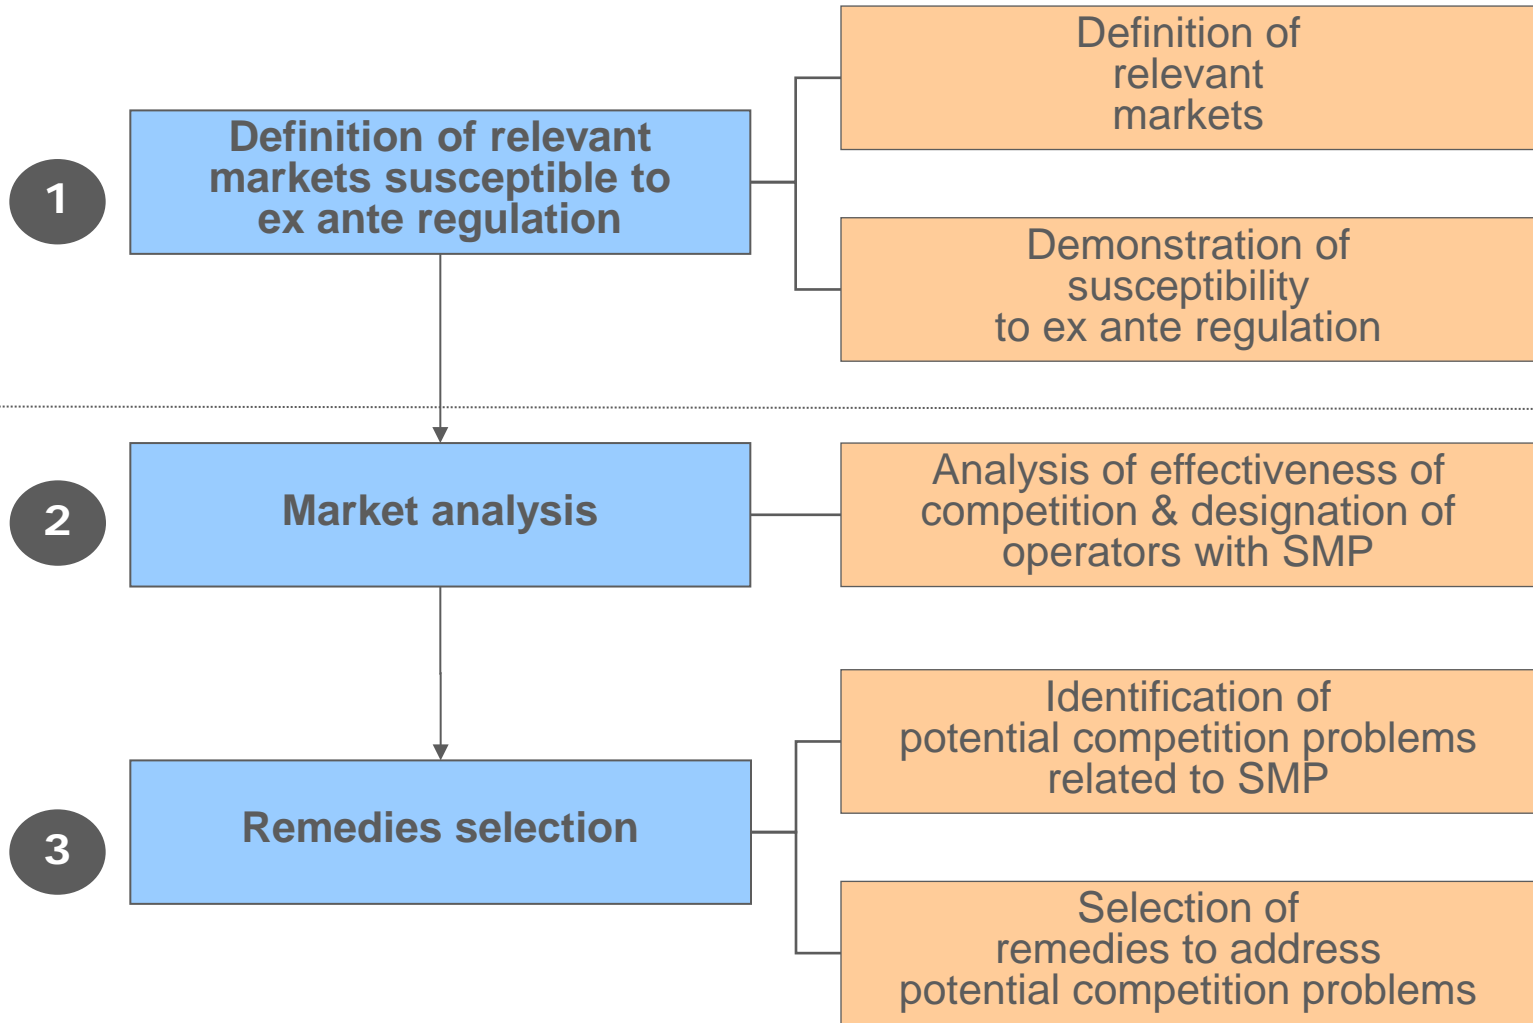 1
Definition of relevant
markets susceptible to
ex ante regulation
Definition of
relevant
markets
Demonstration of
susceptibility
to ex ante regulation
2
Market analysis
Analysis of effectiveness of
competition & designation of
operators with SMP
3
Remedies selection
Identification of
potential competition problems
related to SMP
Selection of
remedies to address
potential competition problems